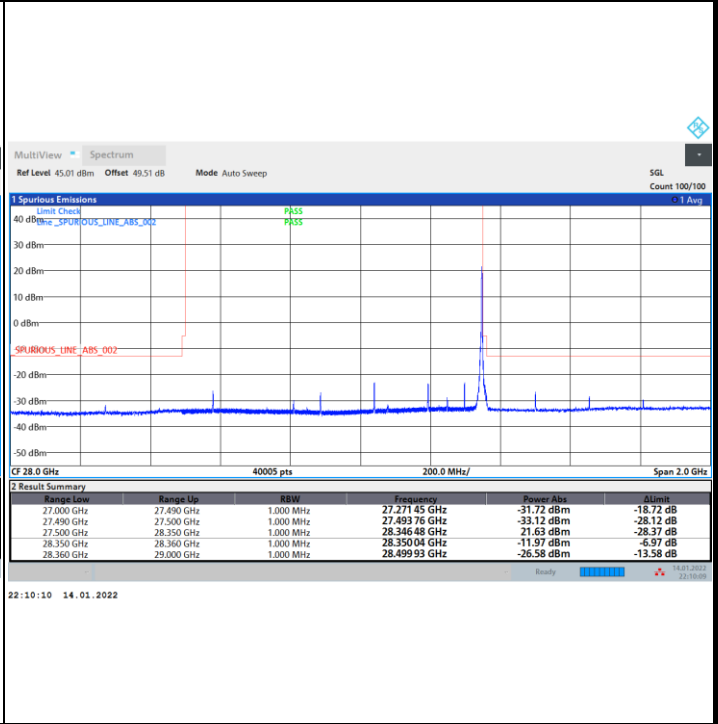 MultiView Spectrum
Ref Level 45.01 dBm Offset 49.51 dB Mode Auto Sweep SGL
Count 100/100
1 Spurious Emissions 1 Avg
Limit Check PASS
Line _SPURIOUS_LINE_ABS_002 PASS
40 dBm
30 dBm
20 dBm
10 dBm
0 dBm
_SPURIOUS_LINE_ABS_002
-20 dBm
-30 dBm
-40 dBm
-50 dBm
CF 28.0 GHz 40005 pts 200.0 MHz/ Span 2.0 GHz
2 Result Summary
Range Low Range Up RBW Frequency Power Abs ΔLimit
27.000 GHz 27.490 GHz 1.000 MHz 27.271 45 GHz -31.72 dBm -18.72 dB
27.490 GHz 27.500 GHz 1.000 MHz 27.493 76 GHz -33.12 dBm -28.12 dB
27.500 GHz 28.350 GHz 1.000 MHz 28.346 48 GHz 21.63 dBm -28.37 dB
28.350 GHz 28.360 GHz 1.000 MHz 28.350 04 GHz -11.97 dBm -6.97 dB
28.360 GHz 29.000 GHz 1.000 MHz 28.499 93 GHz -26.58 dBm -13.58 dB
Ready 14.01.2022
22:10:09
22:10:10 14.01.2022